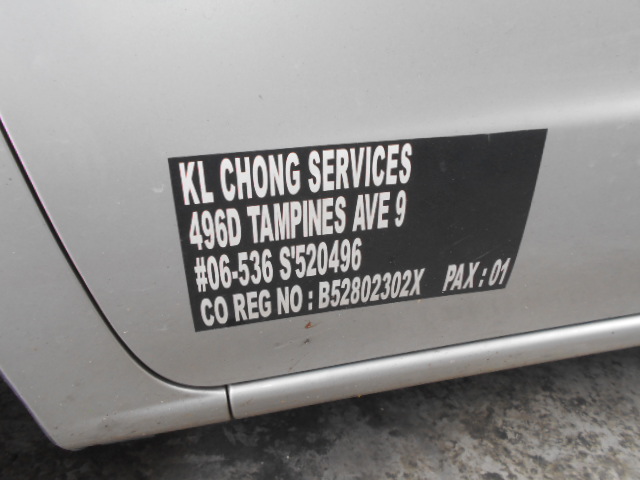 KL CHONG SERVICES
496D TAMPINES AVE 9
#06-536 S'520496
CO REG NO : B52802302X PAX : 01